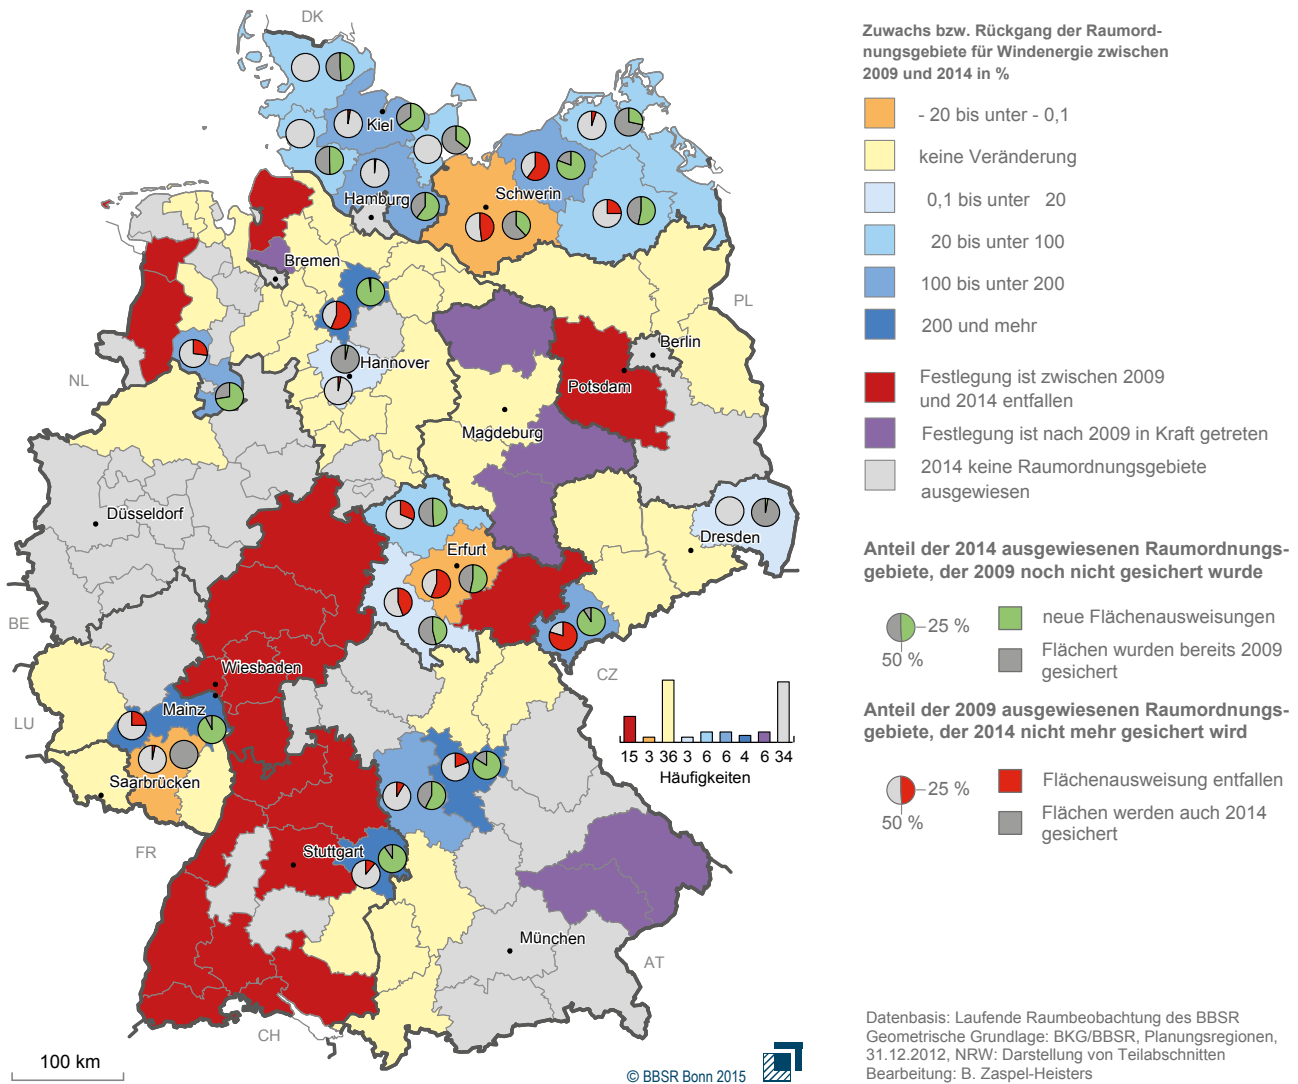 DK
Kiel
Hamburg
Schwerin
Bremen
PL
Berlin
NL
Hannover
Potsdam
Magdeburg
Düsseldorf
Dresden
Erfurt
BE
Wiesbaden
CZ
LU
Mainz
Saarbrücken
15 3 36 3 6 6 4 6 34
Häufigkeiten
FR
Stuttgart
München
AT
CH
100 km
© BBSR Bonn 2015
Zuwachs bzw. Rückgang der Raumord-
nungsgebiete für Windenergie zwischen
2009 und 2014 in %
- 20 bis unter - 0,1
keine Veränderung
0,1 bis unter 20
20 bis unter 100
100 bis unter 200
200 und mehr
Festlegung ist zwischen 2009
und 2014 entfallen
Festlegung ist nach 2009 in Kraft getreten
2014 keine Raumordnungsgebiete
ausgewiesen
Anteil der 2014 ausgewiesenen Raumordnungs-
gebiete, der 2009 noch nicht gesichert wurde
25 %
50 %
neue Flächenausweisungen
Flächen wurden bereits 2009
gesichert
Anteil der 2009 ausgewiesenen Raumordnungs-
gebiete, der 2014 nicht mehr gesichert wird
25 %
50 %
Flächenausweisung entfallen
Flächen werden auch 2014
gesichert
Datenbasis: Laufende Raumbeobachtung des BBSR
Geometrische Grundlage: BKG/BBSR, Planungsregionen,
31.12.2012, NRW: Darstellung von Teilabschnitten
Bearbeitung: B. Zaspel-Heisters